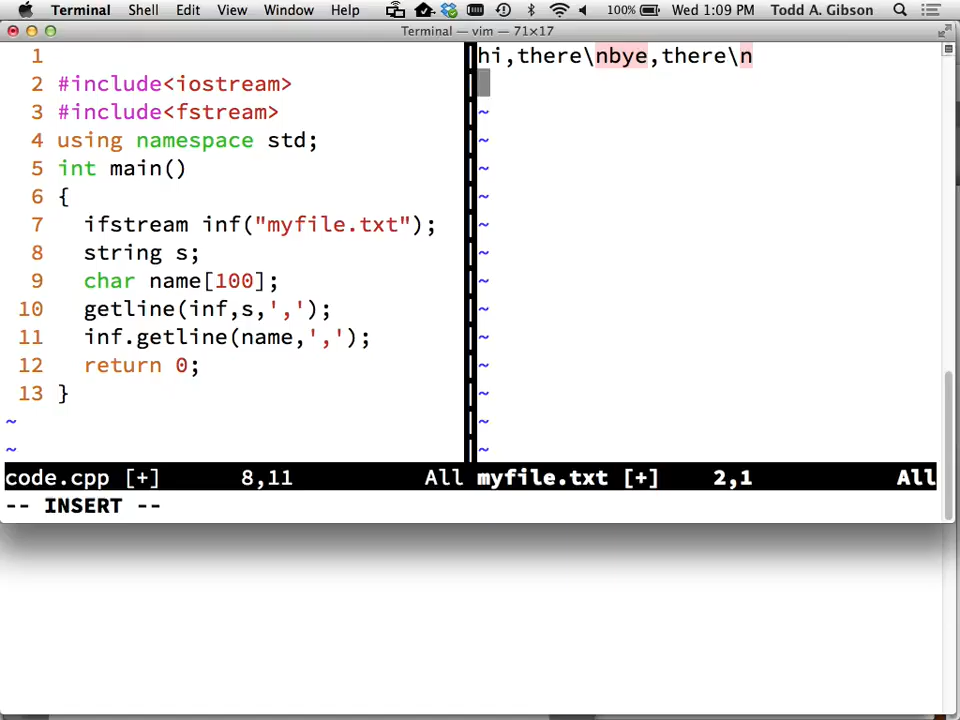 Terminal Shell Edit View Window Help 100% Wed 1:09 PM Todd A. Gibson
Terminal — vim — 71×17
1
2 #include<iostream>
3 #include<fstream>
4 using namespace std;
5 int main()
6 {
7 ifstream inf("myfile.txt");
8 string s;
9 char name[100];
10 getline(inf,s,',');
11 inf.getline(name,',');
12 return 0;
13 }
~
~
code.cpp [+] 8,11 All
-- INSERT --
hi,there\nbye,there\n
~
~
~
~
~
~
~
~
~
~
~
~
~
myfile.txt [+] 2,1 All